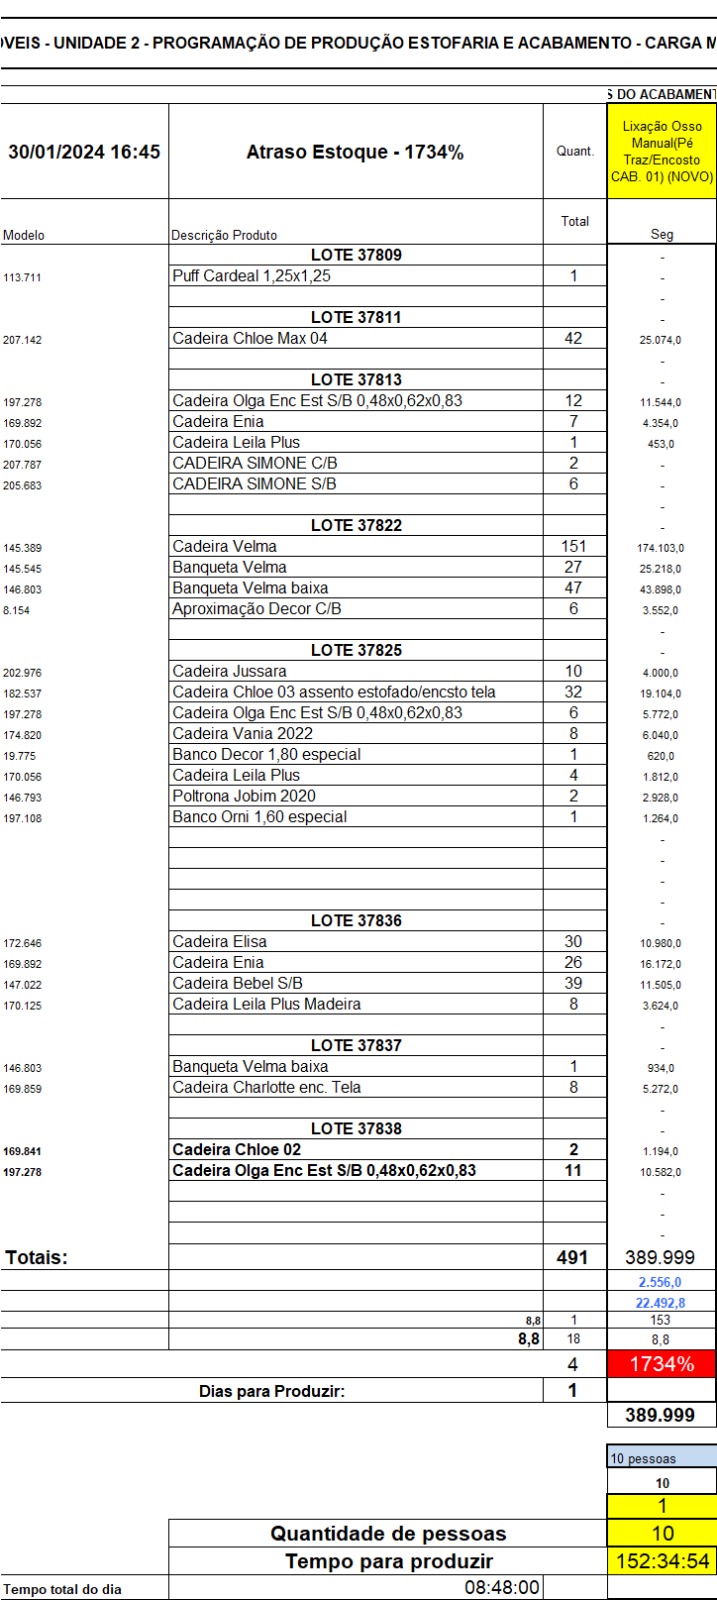 OVEIS - UNIDADE 2 - PROGRAMAÇÃO DE PRODUÇÃO ESTOFARIA E ACABAMENTO - CARGA M
S DO ACABAMENT
30/01/2024 16:45 Atraso Estoque - 1734% Quant. Lixação Osso Manual(Pé Traz/Encosto CAB. 01) (NOVO)
Modelo Descrição Produto Total Seg
LOTE 37809 -
113.711 Puff Cardeal 1,25x1,25 1 -
-
LOTE 37811 -
207.142 Cadeira Chloe Max 04 42 25.074,0
-
LOTE 37813 -
197.278 Cadeira Olga Enc Est S/B 0,48x0,62x0,83 12 11.544,0
169.892 Cadeira Enia 7 4.354,0
170.056 Cadeira Leila Plus 1 453,0
207.787 CADEIRA SIMONE C/B 2 -
205.683 CADEIRA SIMONE S/B 6 -
-
LOTE 37822 -
145.389 Cadeira Velma 151 174.103,0
145.545 Banqueta Velma 27 25.218,0
146.803 Banqueta Velma baixa 47 43.898,0
8.154 Aproximação Decor C/B 6 3.552,0
-
LOTE 37825 -
202.976 Cadeira Jussara 10 4.000,0
182.537 Cadeira Chloe 03 assento estofado/encsto tela 32 19.104,0
197.278 Cadeira Olga Enc Est S/B 0,48x0,62x0,83 6 5.772,0
174.820 Cadeira Vania 2022 8 6.040,0
19.775 Banco Decor 1,80 especial 1 620,0
170.056 Cadeira Leila Plus 4 1.812,0
146.793 Poltrona Jobim 2020 2 2.928,0
197.108 Banco Orni 1,60 especial 1 1.264,0
-
-
-
-
LOTE 37836 -
172.646 Cadeira Elisa 30 10.980,0
169.892 Cadeira Enia 26 16.172,0
147.022 Cadeira Bebel S/B 39 11.505,0
170.125 Cadeira Leila Plus Madeira 8 3.624,0
-
LOTE 37837 -
146.803 Banqueta Velma baixa 1 934,0
169.859 Cadeira Charlotte enc. Tela 8 5.272,0
-
LOTE 37838 -
169.841 Cadeira Chloe 02 2 1.194,0
197.278 Cadeira Olga Enc Est S/B 0,48x0,62x0,83 11 10.582,0
-
-
-
Totais: 491 389.999
2.556,0
22.492,8
8,8 1 153
8,8 18 8,8
4 1734%
Dias para Produzir: 1
389.999
10 pessoas
10
1
Quantidade de pessoas 10
Tempo para produzir 152:34:54
Tempo total do dia 08:48:00